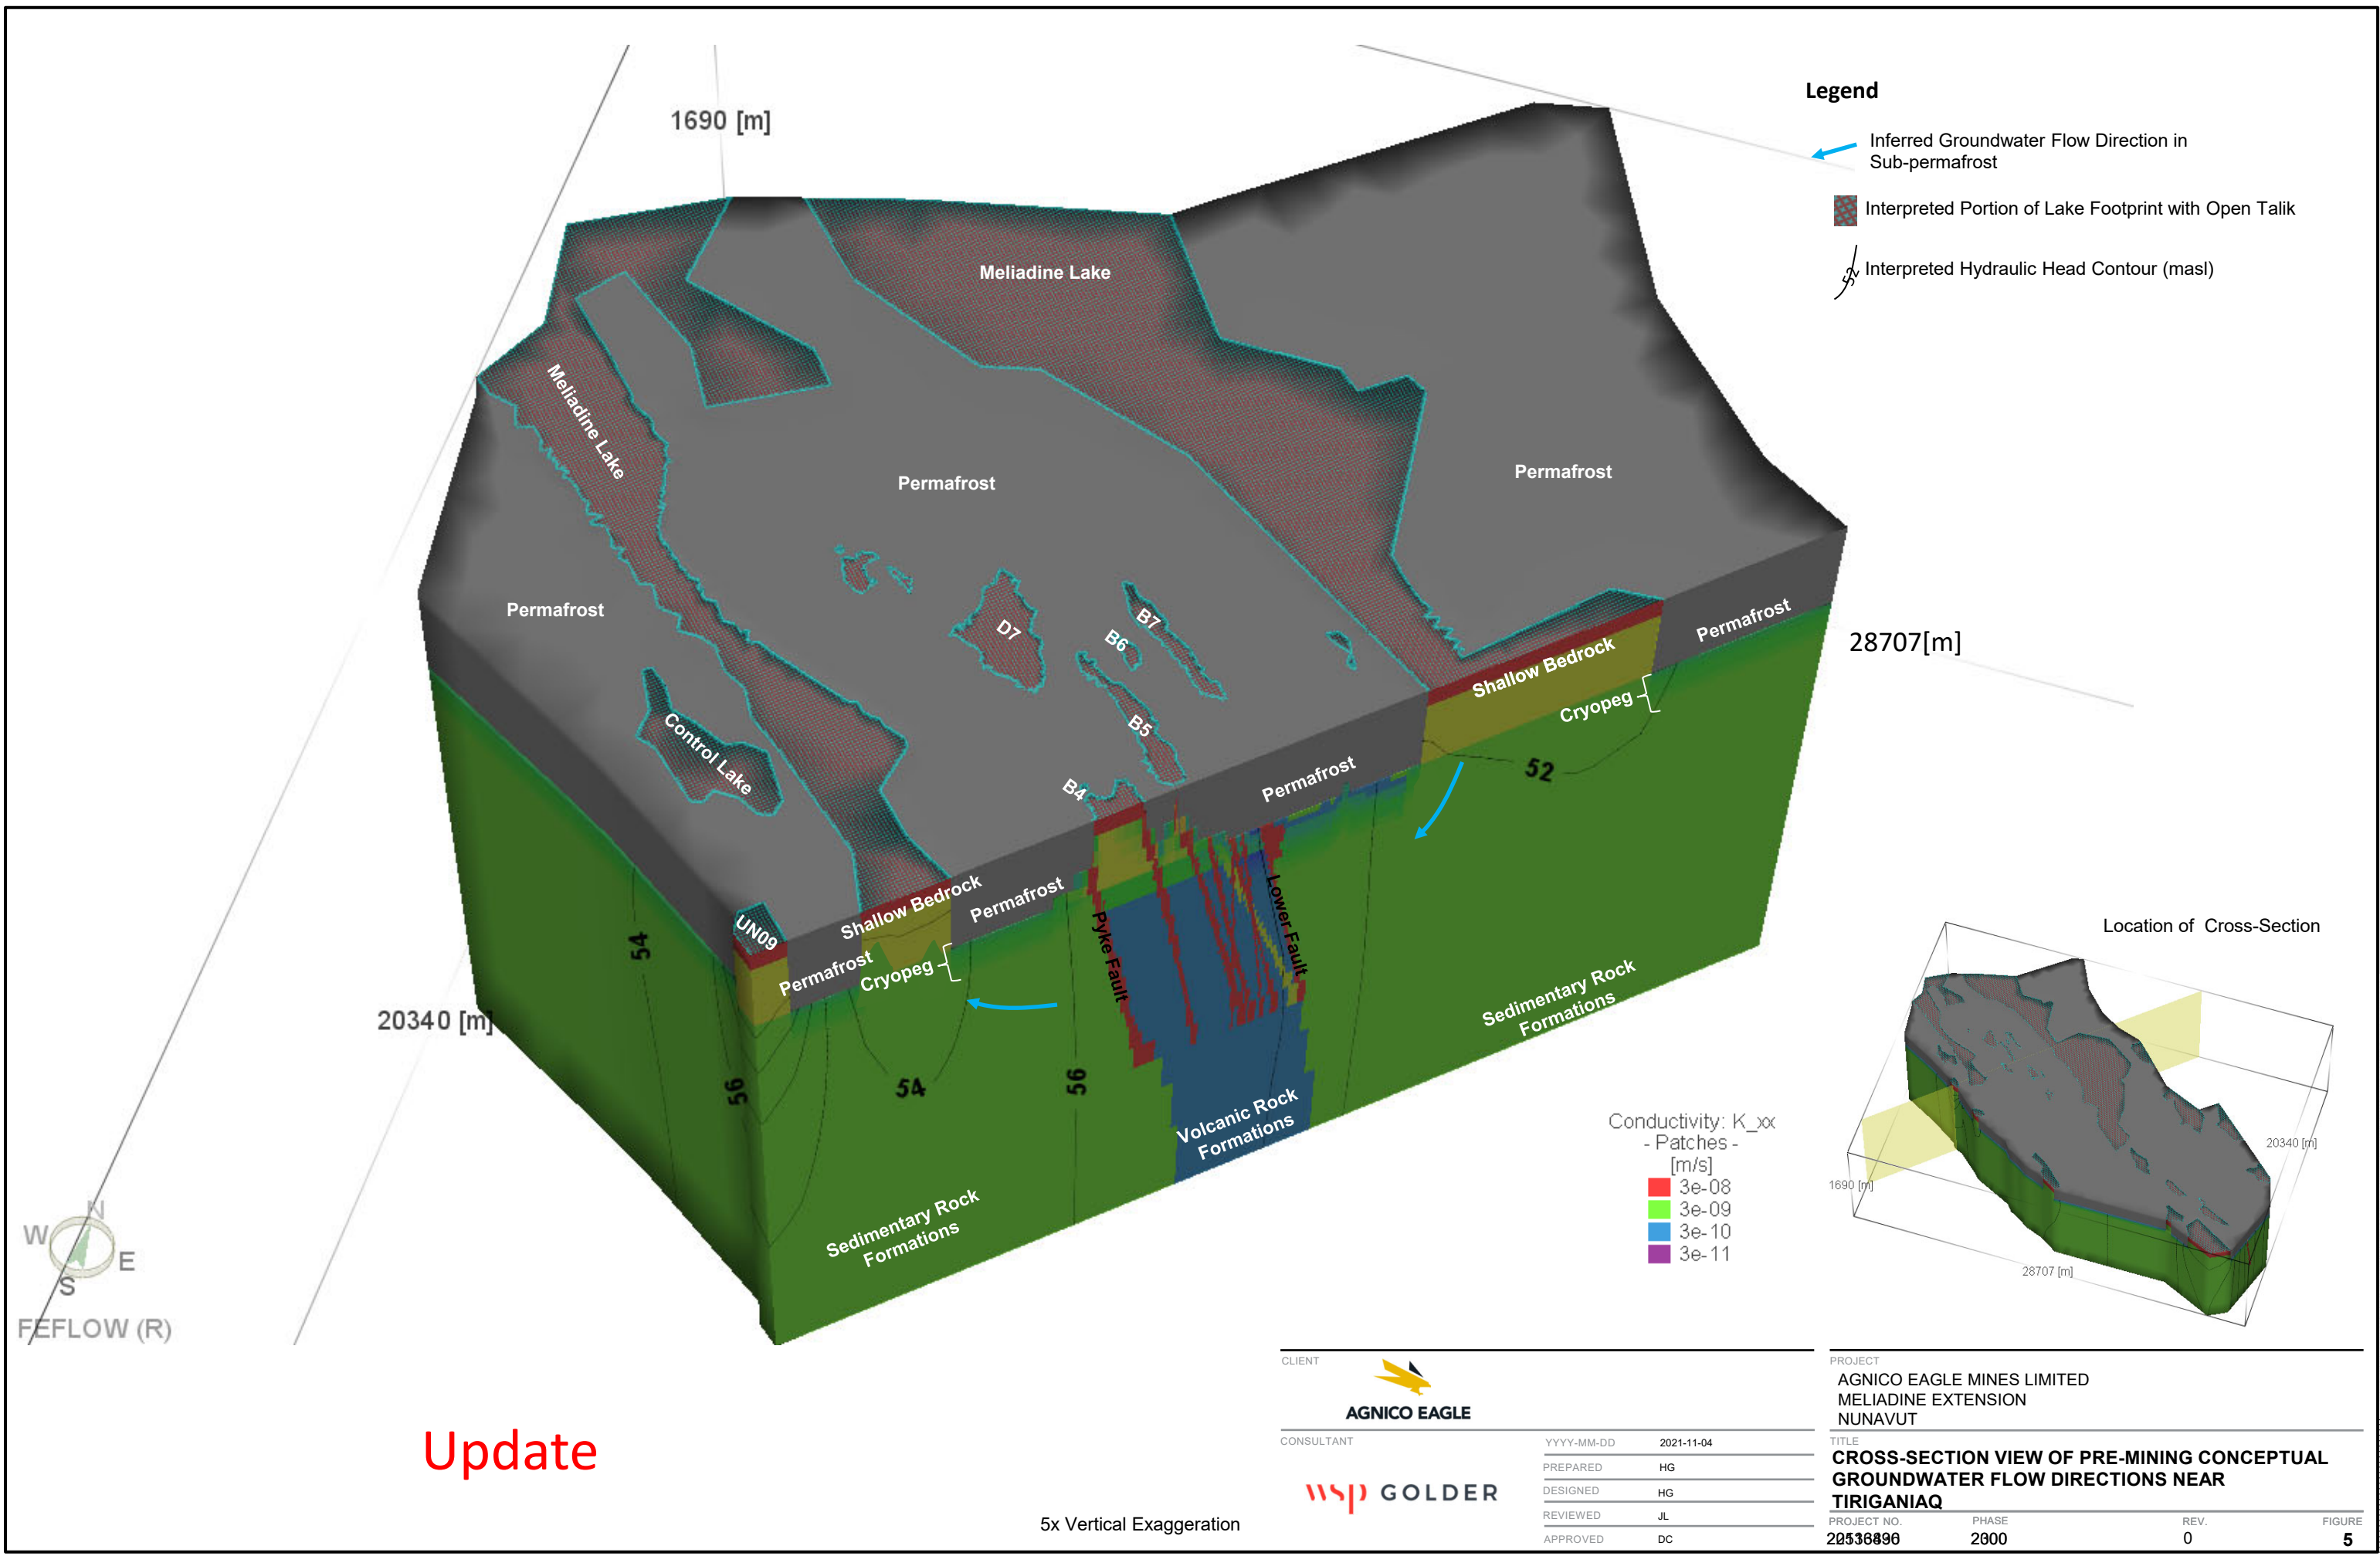 1690 [m]
Legend
Inferred Groundwater Flow Direction in
Sub-permafrost
Interpreted Portion of Lake Footprint with Open Talik
52
Interpreted Hydraulic Head Contour (masl)
Meliadine Lake
Meliadine Lake
Permafrost
Permafrost
Permafrost
D7
B7
B6
B5
B4
Control Lake
UN09
Permafrost
Shallow Bedrock
Cryopeg
28707[m]
52
Permafrost
Lower Fault
Pyke Fault
Permafrost
Shallow Bedrock
Permafrost
Cryopeg
54
56
54
56
20340 [m]
Sedimentary Rock
Formations
Volcanic Rock
Formations
Sedimentary Rock
Formations
Location of Cross-Section
20340 [m]
1690 [m]
28707 [m]
Conductivity: K_xx
- Patches -
[m/s]
3e-08
3e-09
3e-10
3e-11
N
W
E
S
FEFLOW (R)
Update
5x Vertical Exaggeration
CLIENT
AGNICO EAGLE
CONSULTANT
wsp GOLDER
YYYY-MM-DD 2021-11-04
PREPARED HG
DESIGNED HG
REVIEWED JL
APPROVED DC
PROJECT
AGNICO EAGLE MINES LIMITED
MELIADINE EXTENSION
NUNAVUT
TITLE
CROSS-SECTION VIEW OF PRE-MINING CONCEPTUAL
GROUNDWATER FLOW DIRECTIONS NEAR
TIRIGANIAQ
PROJECT NO. PHASE REV. FIGURE
0 5